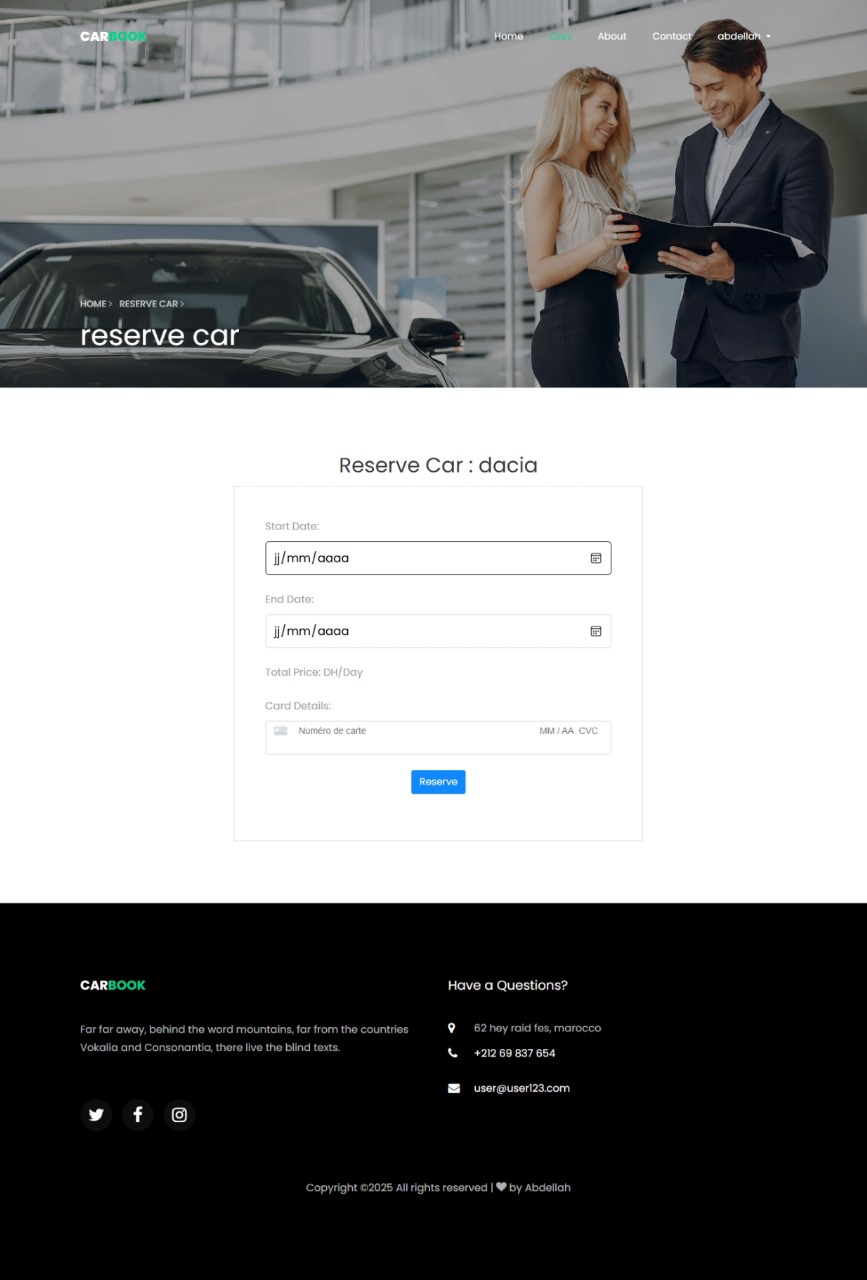 CARBOOK
Home Cars About Contact abdellah
HOME > RESERVE CAR >
reserve car
Reserve Car : dacia
Start Date:
jj/mm/aaaa
End Date:
jj/mm/aaaa
Total Price: DH/Day
Card Details:
Numéro de carte MM / AA CVC
Reserve
CARBOOK
Far far away, behind the word mountains, far from the countries
Vokalia and Consonantia, there live the blind texts.
Have a Questions?
62 hey raid fes, marocco
+212 69 837 654
user@user123.com
Copyright ©2025 All rights reserved | ♥ by Abdellah